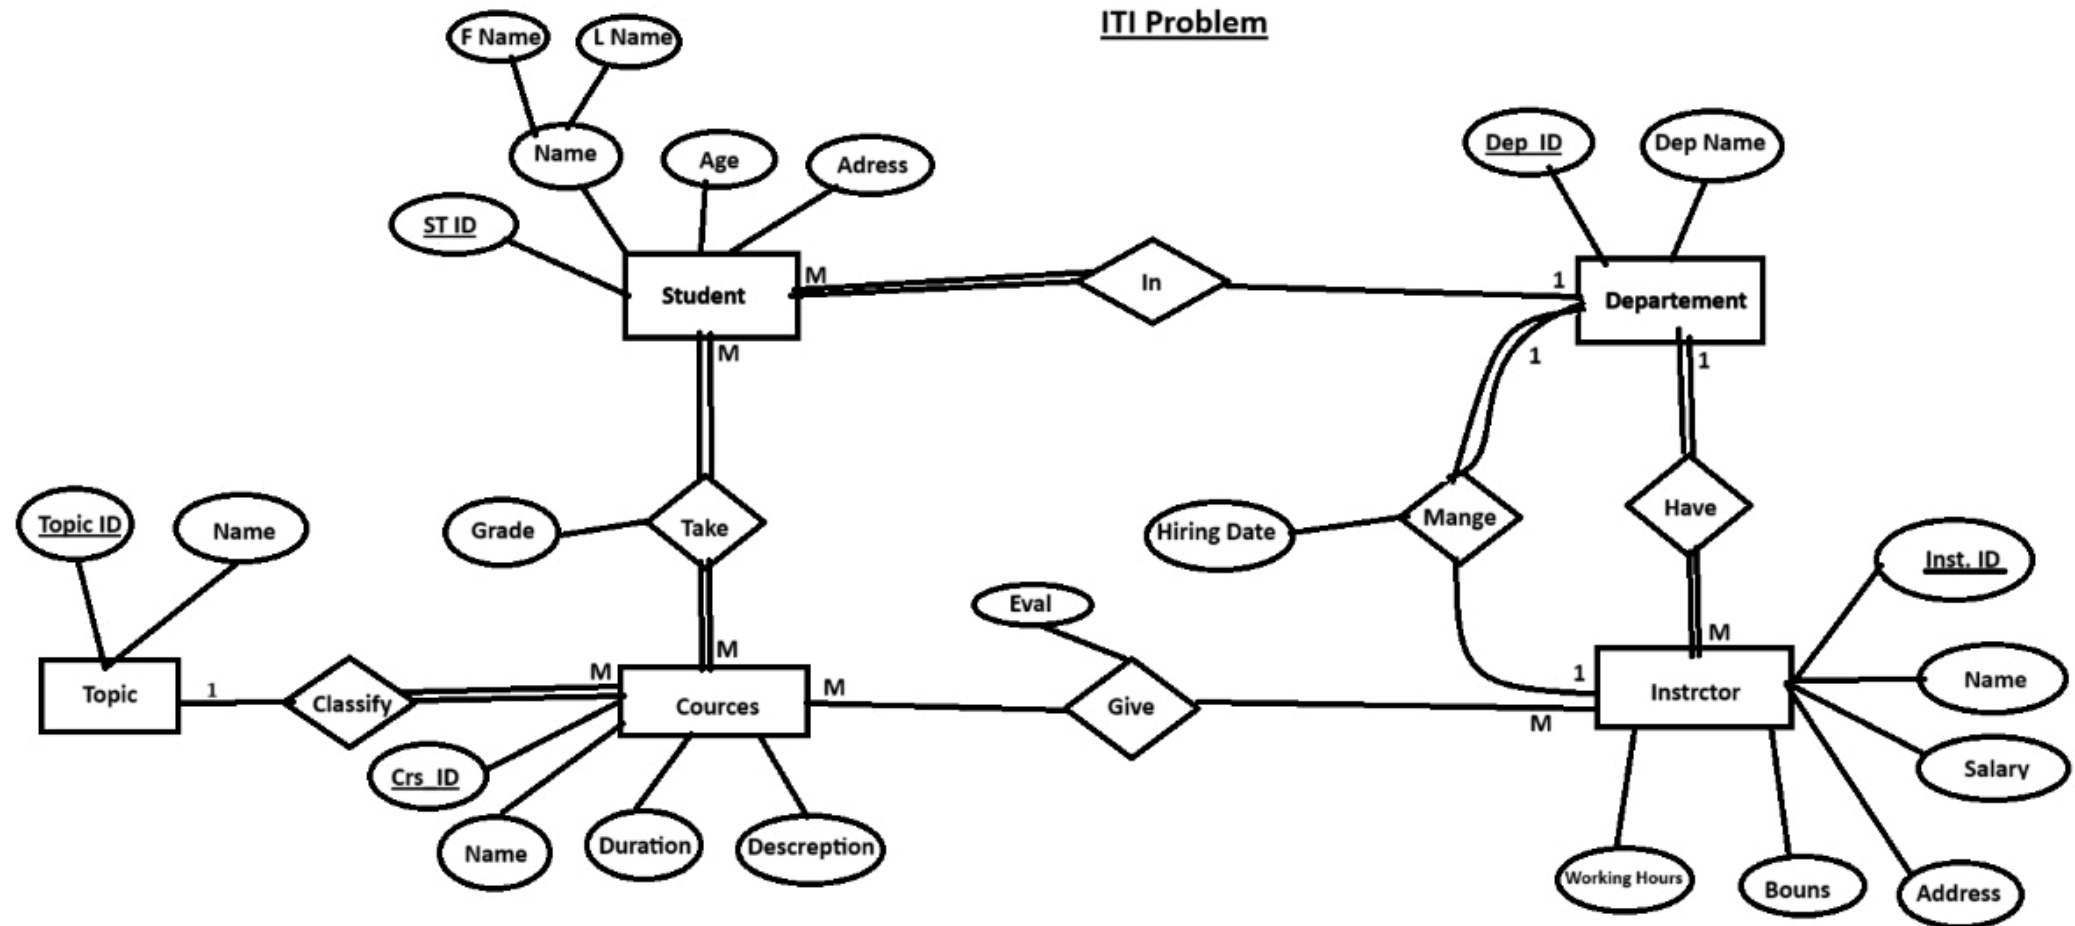 ITI Problem
F Name
L Name
Name
Age
Adress
ST ID
Dep_ID
Dep Name
Student
M
In
1
Departement
M
1
1
Topic ID
Name
Grade
Take
Hiring Date
Mange
Have
Inst. ID
Eval
M
M
M
1
Topic
1
Classify
Cources
M
Give
M
Instrctor
Name
Salary
Crs_ID
Name
Duration
Descreption
Working Hours
Bouns
Address